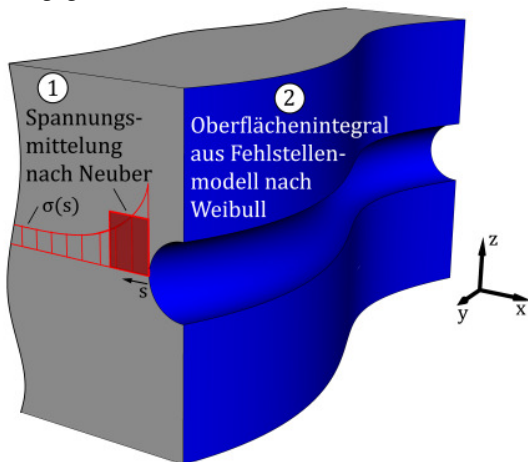 1
Spannungs-
mittelung
nach Neuber
σ(s)
s
2
Oberflächenintegral
aus Fehlstellen-
modell nach
Weibull
z
y
x